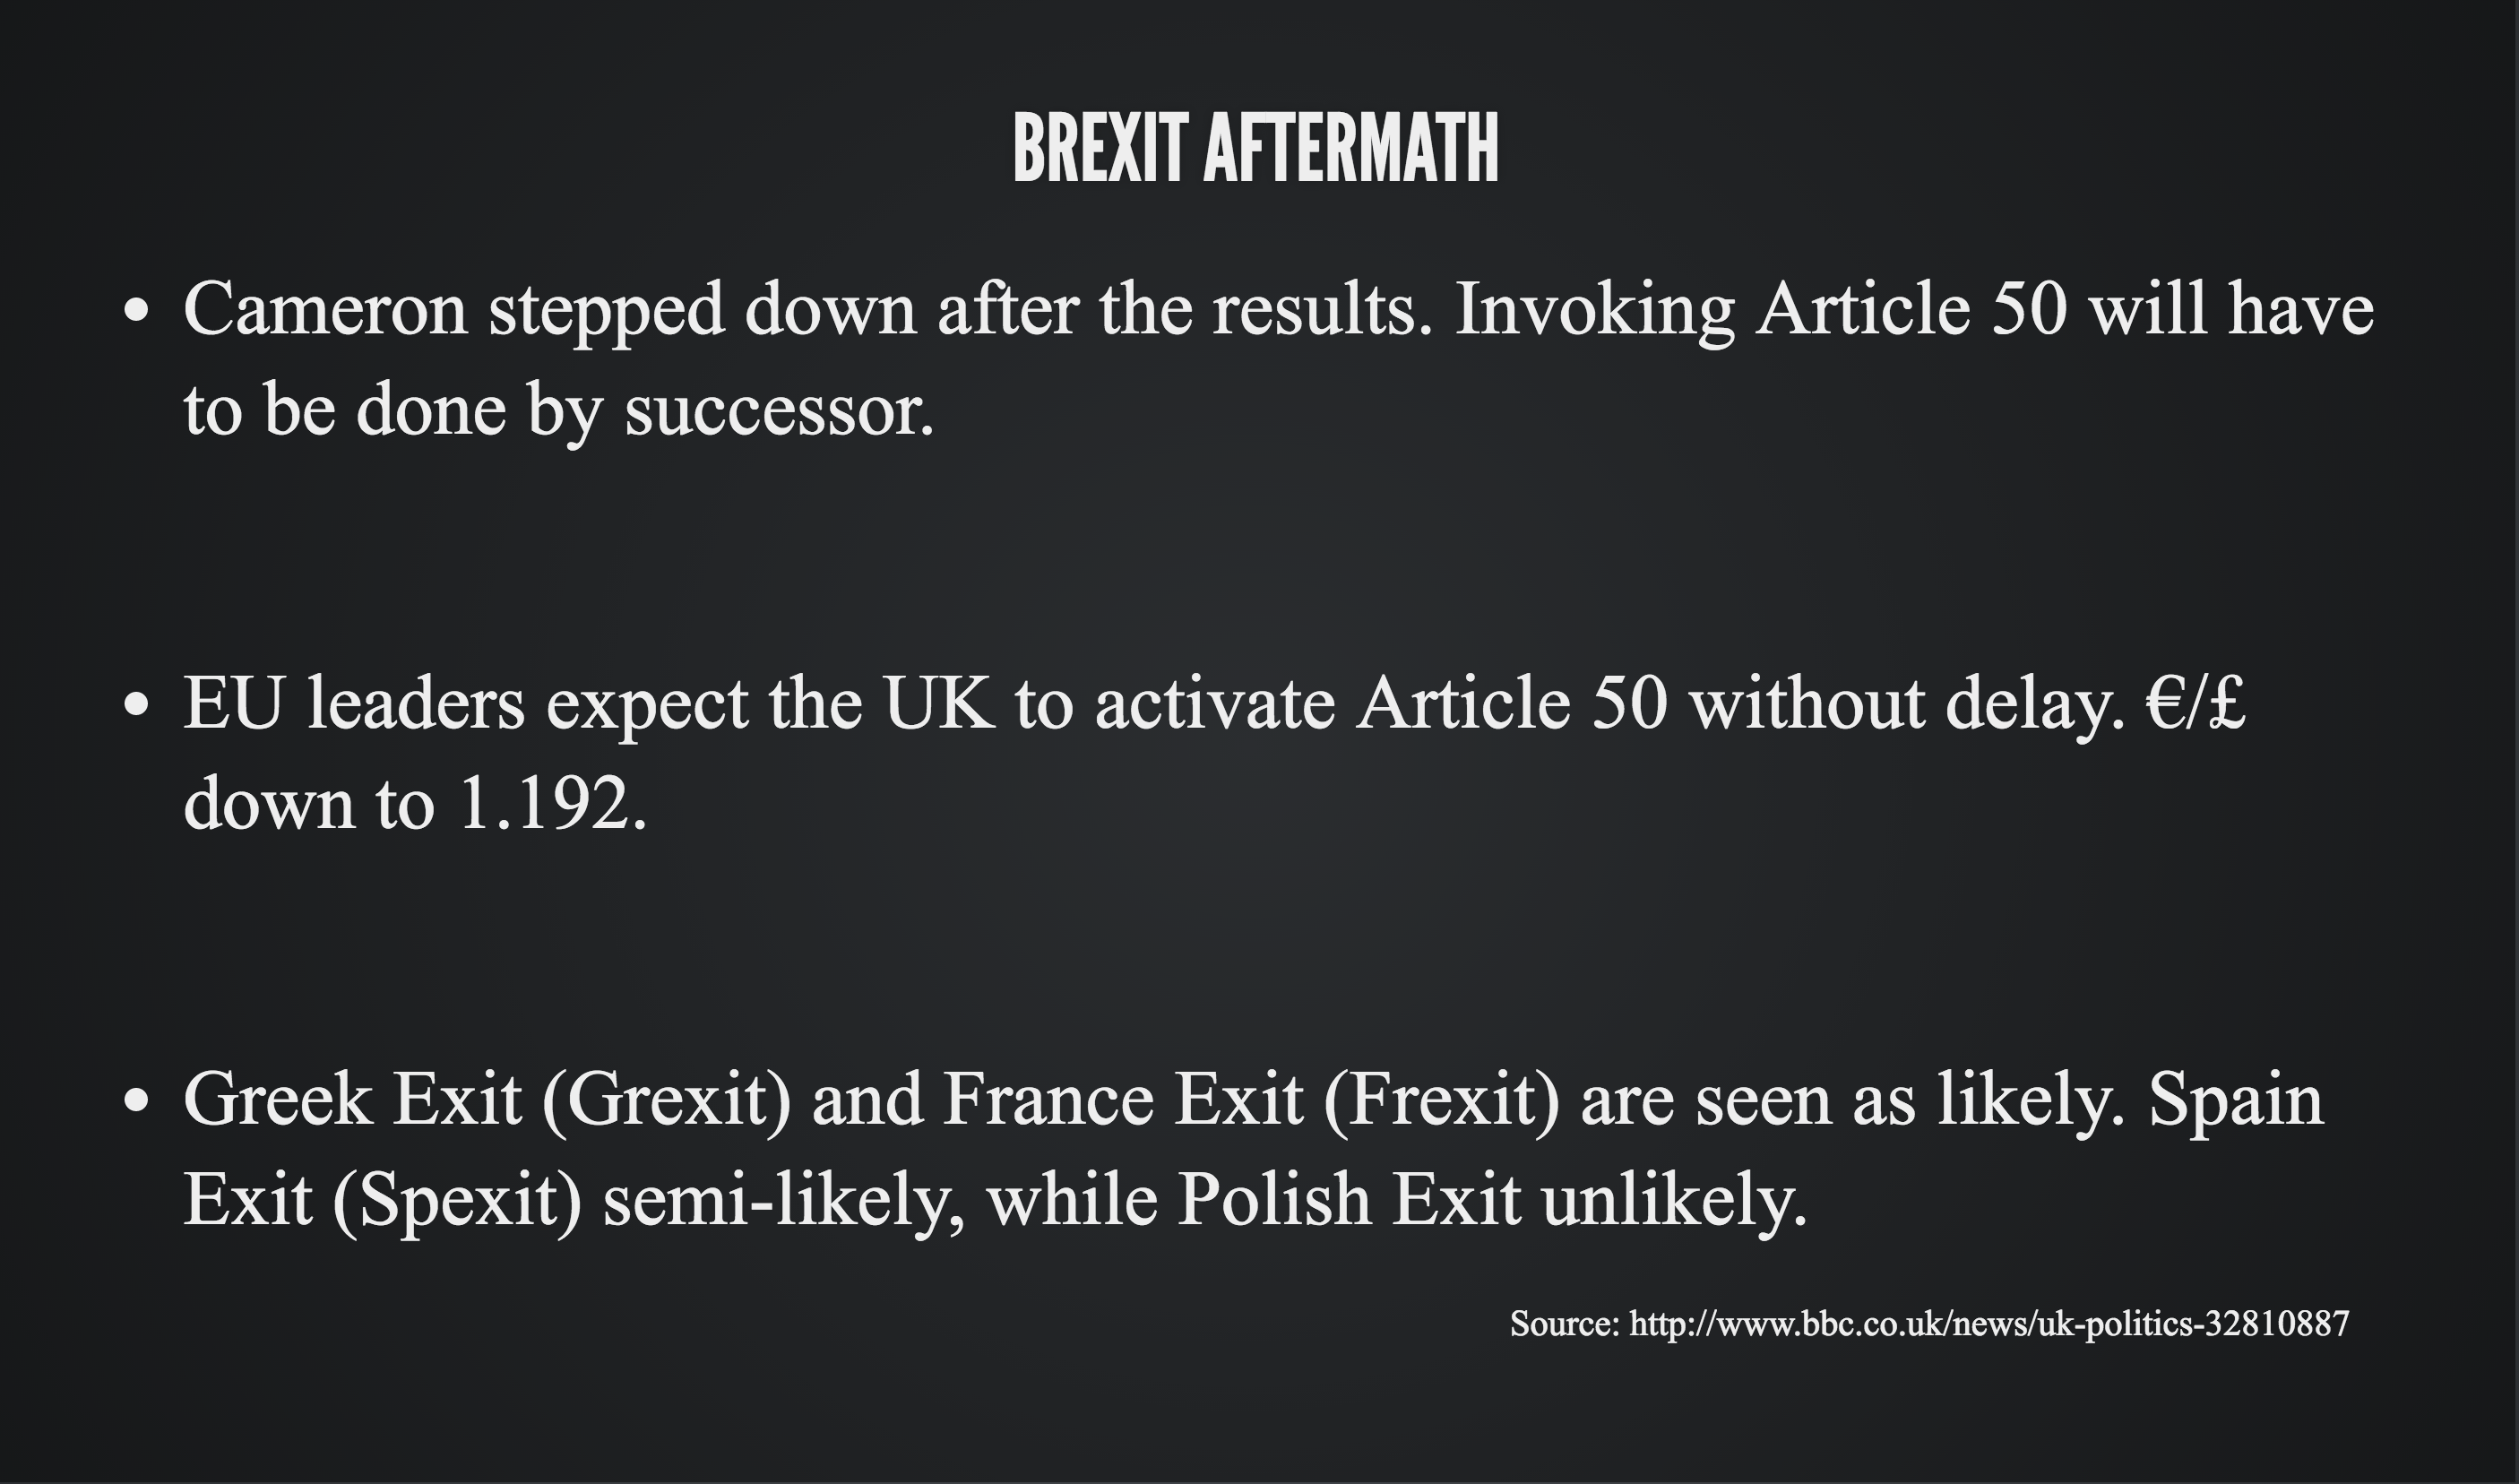 BREXIT AFTERMATH
• Cameron stepped down after the results. Invoking Article 50 will have
to be done by successor.
• EU leaders expect the UK to activate Article 50 without delay. €/£
down to 1.192.
• Greek Exit (Grexit) and France Exit (Frexit) are seen as likely. Spain
Exit (Spexit) semi-likely, while Polish Exit unlikely.
Source: http://www.bbc.co.uk/news/uk-politics-32810887